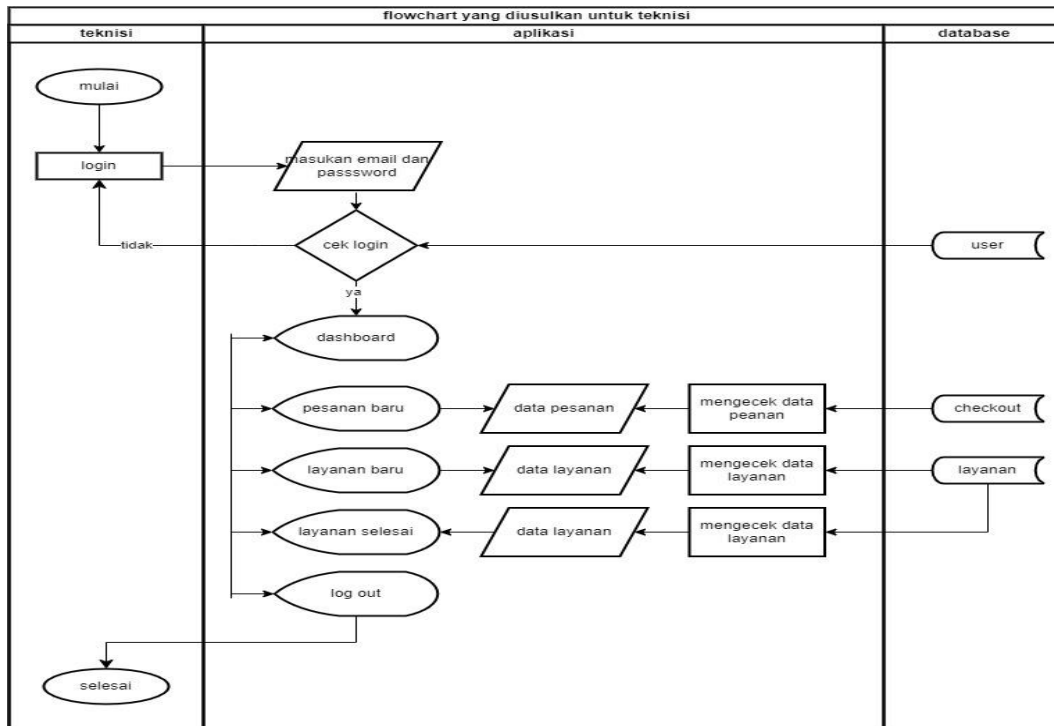 flowchart yang diusulkan untuk teknisi
teknisi
aplikasi
database
mulai
login
masukan email dan
passsword
tidak
cek login
user
ya
dashboard
pesanan baru
data pesanan
mengecek data
peanan
checkout
layanan baru
data layanan
mengecek data
layanan
layanan
layanan selesai
data layanan
mengecek data
layanan
log out
selesai